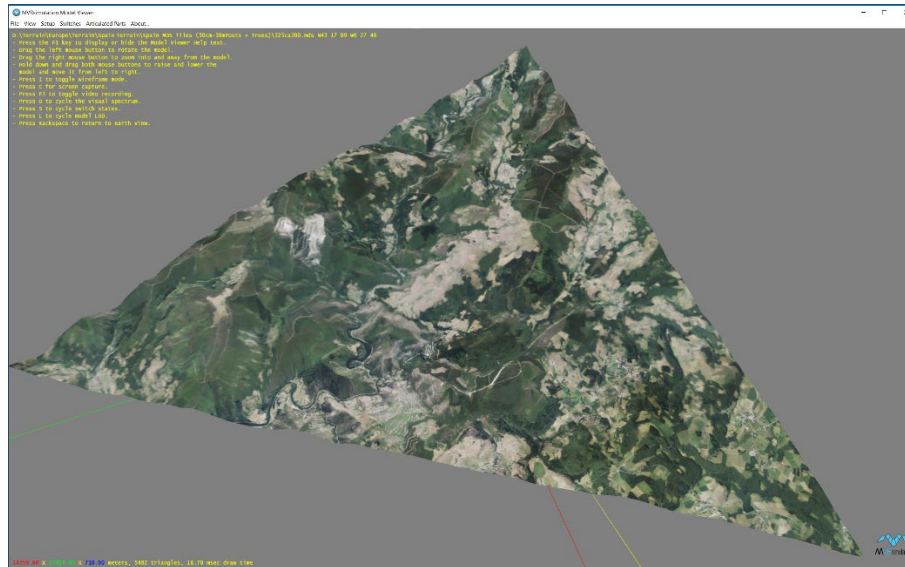 MVRsimulation Model Viewer
File View Setup Switches Articulated Parts About...
- Press the F1 key to display or hide the Model Viewer Help text.
- Drag the left mouse button to rotate the model.
- Drag the right mouse button to zoom into and away from the model.
- Hold down and drag both mouse buttons to raise and lower the
model and move it from left to right.
- Press I to toggle wireframe mode.
- Press C for screen capture.
- Press F3 to toggle video recording.
- Press O to cycle the visual spectrum.
- Press S to cycle switch states.
- Press L to cycle model LOD.
- Press Backspace to return to earth view.
meters, 5402 triangles, 16.70 msec draw time